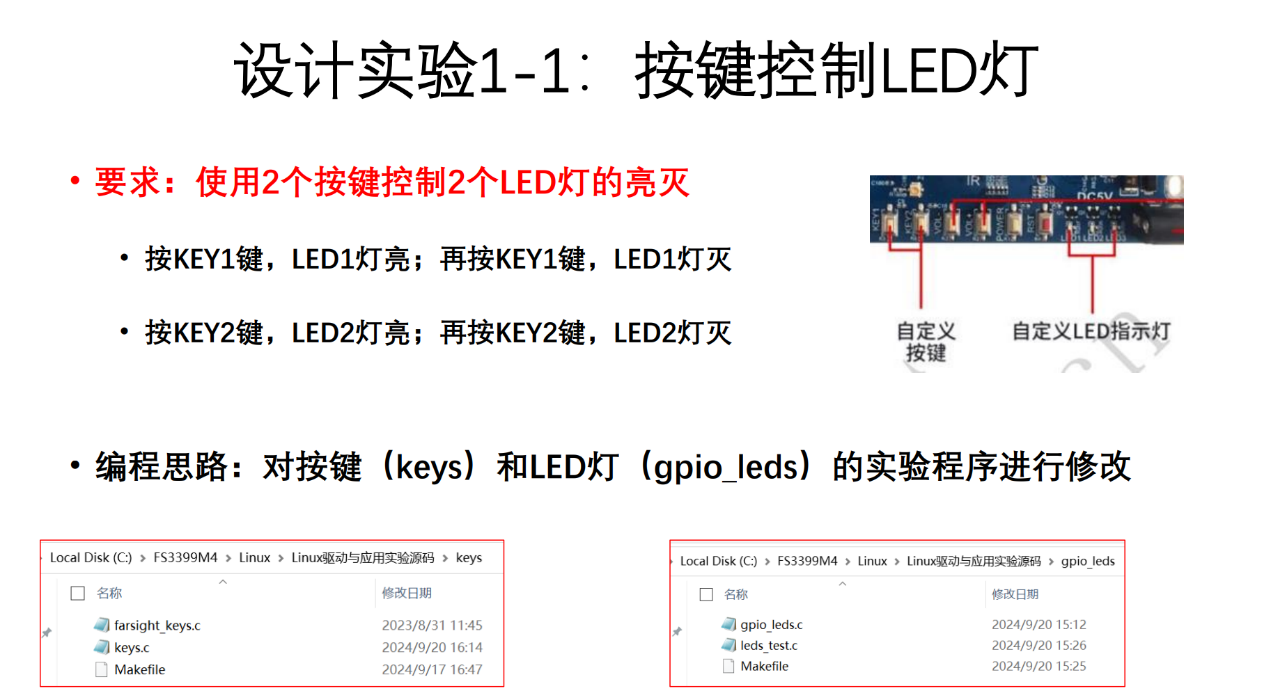 设计实验1-1：按键控制LED灯
• 要求：使用2个按键控制2个LED灯的亮灭
• 按KEY1键，LED1灯亮；再按KEY1键，LED1灯灭
• 按KEY2键，LED2灯亮；再按KEY2键，LED2灯灭
IR
DC5V
KEY1
KEY2
VOL-
VOL+
POWER
RST
LED1 LED2 LED3
自定义
按键
自定义LED指示灯
• 编程思路：对按键（keys）和LED灯（gpio_leds）的实验程序进行修改
Local Disk (C:) > FS3399M4 > Linux > Linux驱动与应用实验源码 > keys
名称 修改日期
farsight_keys.c 2023/8/31 11:45
keys.c 2024/9/20 16:14
Makefile 2024/9/17 16:47
Local Disk (C:) > FS3399M4 > Linux > Linux驱动与应用实验源码 > gpio_leds
名称 修改日期
gpio_leds.c 2024/9/20 15:12
leds_test.c 2024/9/20 15:26
Makefile 2024/9/20 15:25